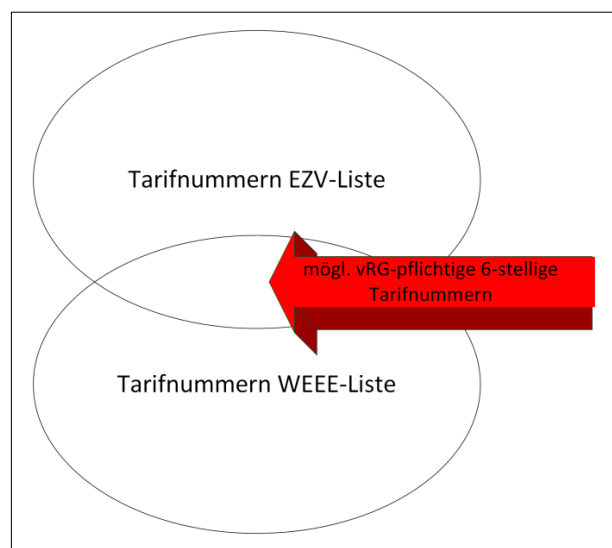 Tarifnummern EZV-Liste
mögl. vRG-pflichtige 6-stellige
Tarifnummern
Tarifnummern WEEE-Liste